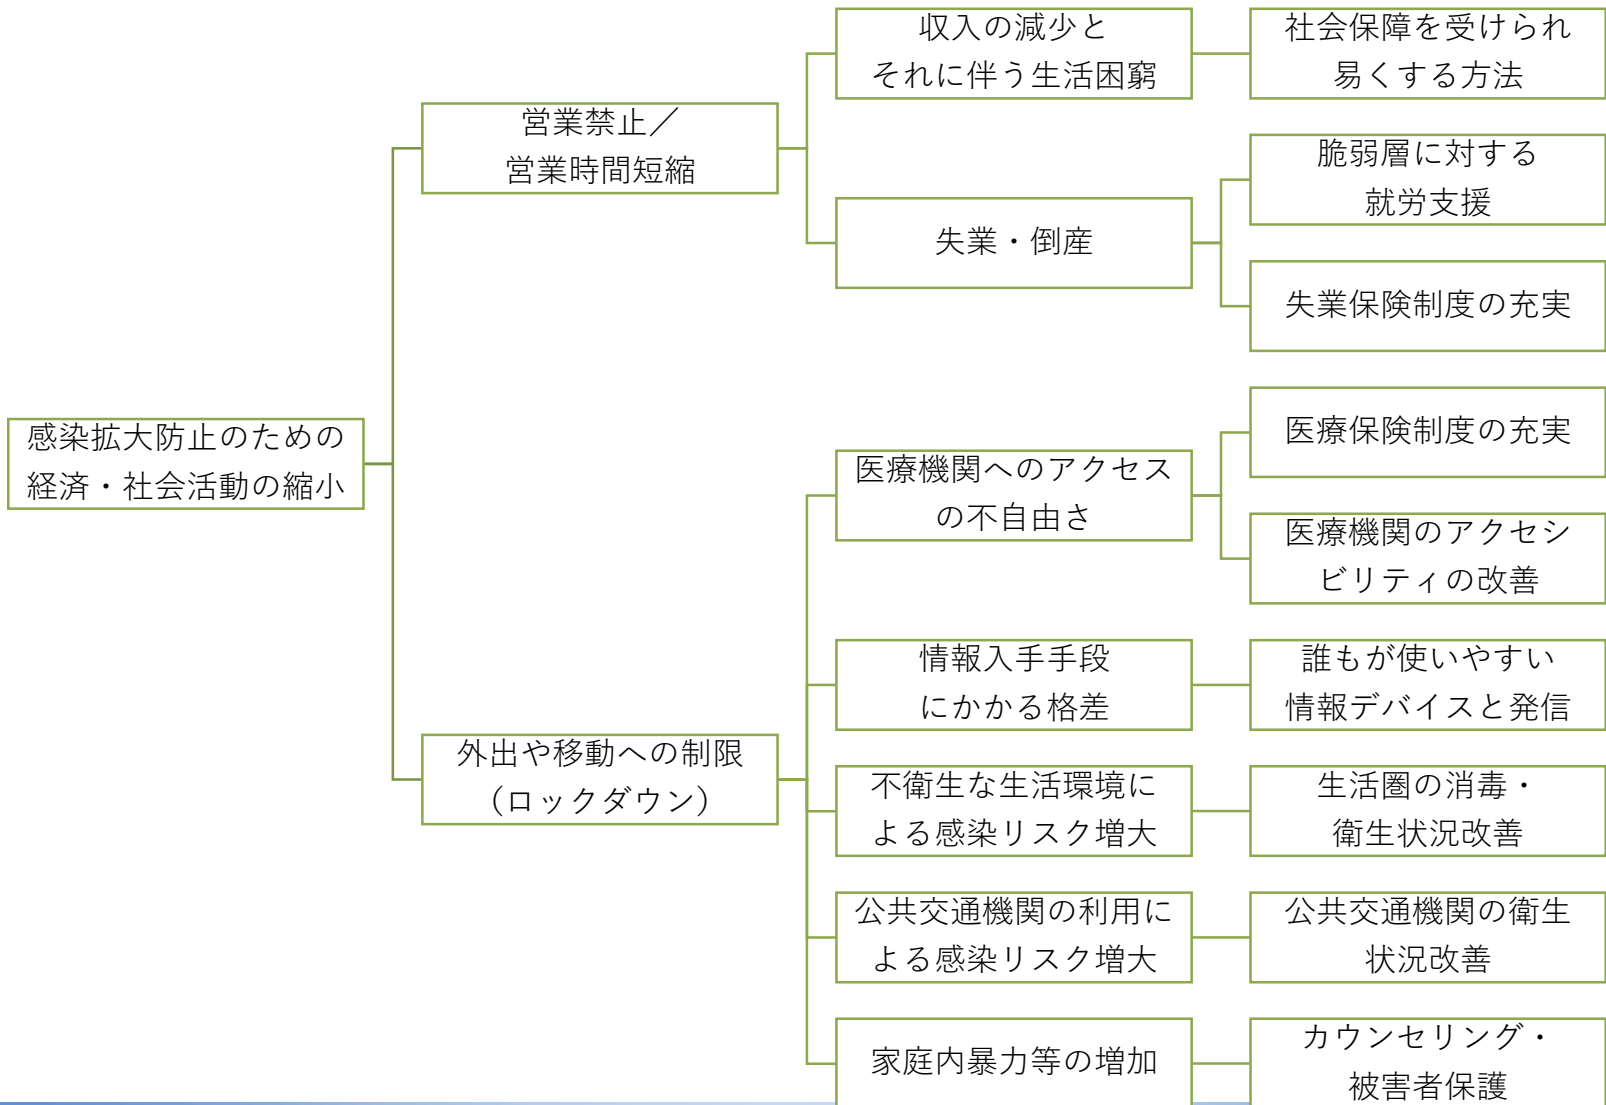 感染拡大防止のための
経済・社会活動の縮小
営業禁止／
営業時間短縮
収入の減少と
それに伴う生活困窮
社会保障を受けられ
易くする方法
失業・倒産
脆弱層に対する
就労支援
失業保険制度の充実
外出や移動への制限
（ロックダウン）
医療機関へのアクセス
の不自由さ
医療保険制度の充実
医療機関のアクセシ
ビリティの改善
情報入手手段
にかかる格差
誰もが使いやすい
情報デバイスと発信
不衛生な生活環境に
よる感染リスク増大
生活圏の消毒・
衛生状況改善
公共交通機関の利用に
よる感染リスク増大
公共交通機関の衛生
状況改善
家庭内暴力等の増加
カウンセリング・
被害者保護